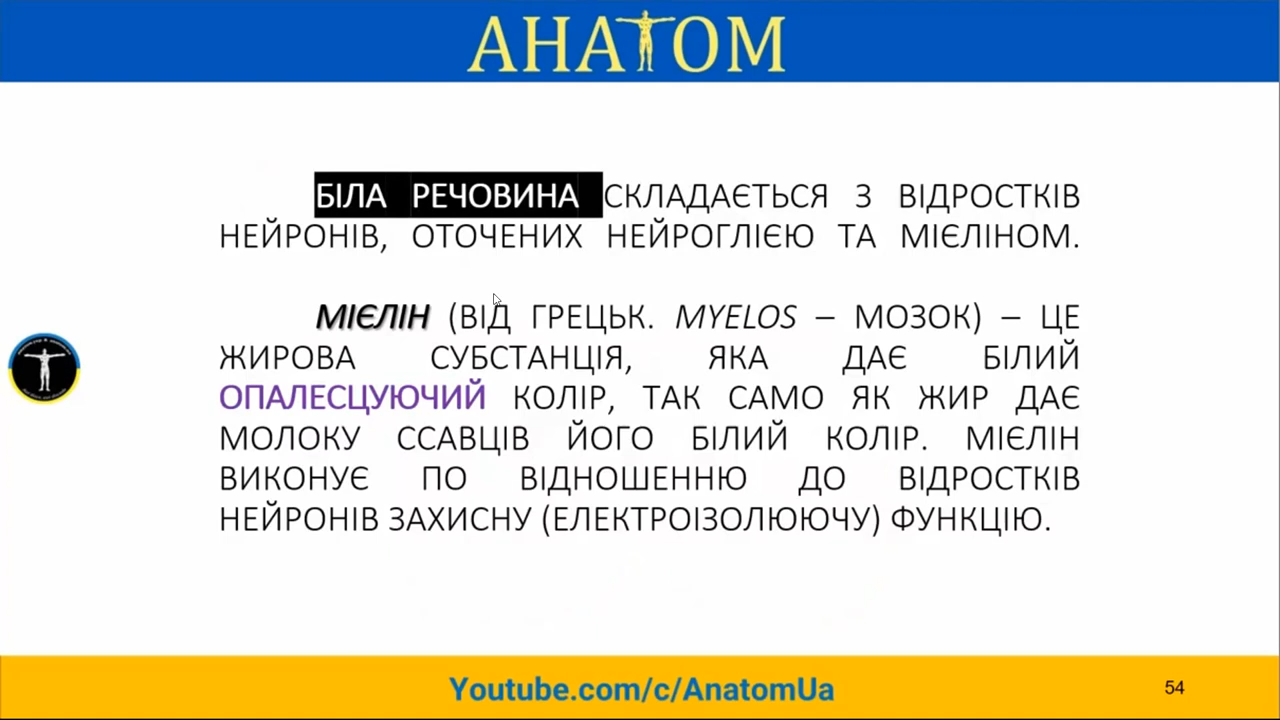 АНАТОМ
БІЛА РЕЧОВИНА СКЛАДАЄТЬСЯ З ВІДРОСТКІВ
НЕЙРОНІВ, ОТОЧЕНИХ НЕЙРОГЛІЄЮ ТА МІЄЛІНОМ.
МІЄЛІН (ВІД ГРЕЦЬК. MYELOS – МОЗОК) – ЦЕ
ЖИРОВА СУБСТАНЦІЯ, ЯКА ДАЄ БІЛИЙ
ОПАЛЕСЦУЮЧИЙ КОЛІР, ТАК САМО ЯК ЖИР ДАЄ
МОЛОКУ ССАВЦІВ ЙОГО БІЛИЙ КОЛІР. МІЄЛІН
ВИКОНУЄ ПО ВІДНОШЕННЮ ДО ВІДРОСТКІВ
НЕЙРОНІВ ЗАХИСНУ (ЕЛЕКТРОІЗОЛЮЮЧУ) ФУНКЦІЮ.
Youtube.com/c/AnatomUa
54